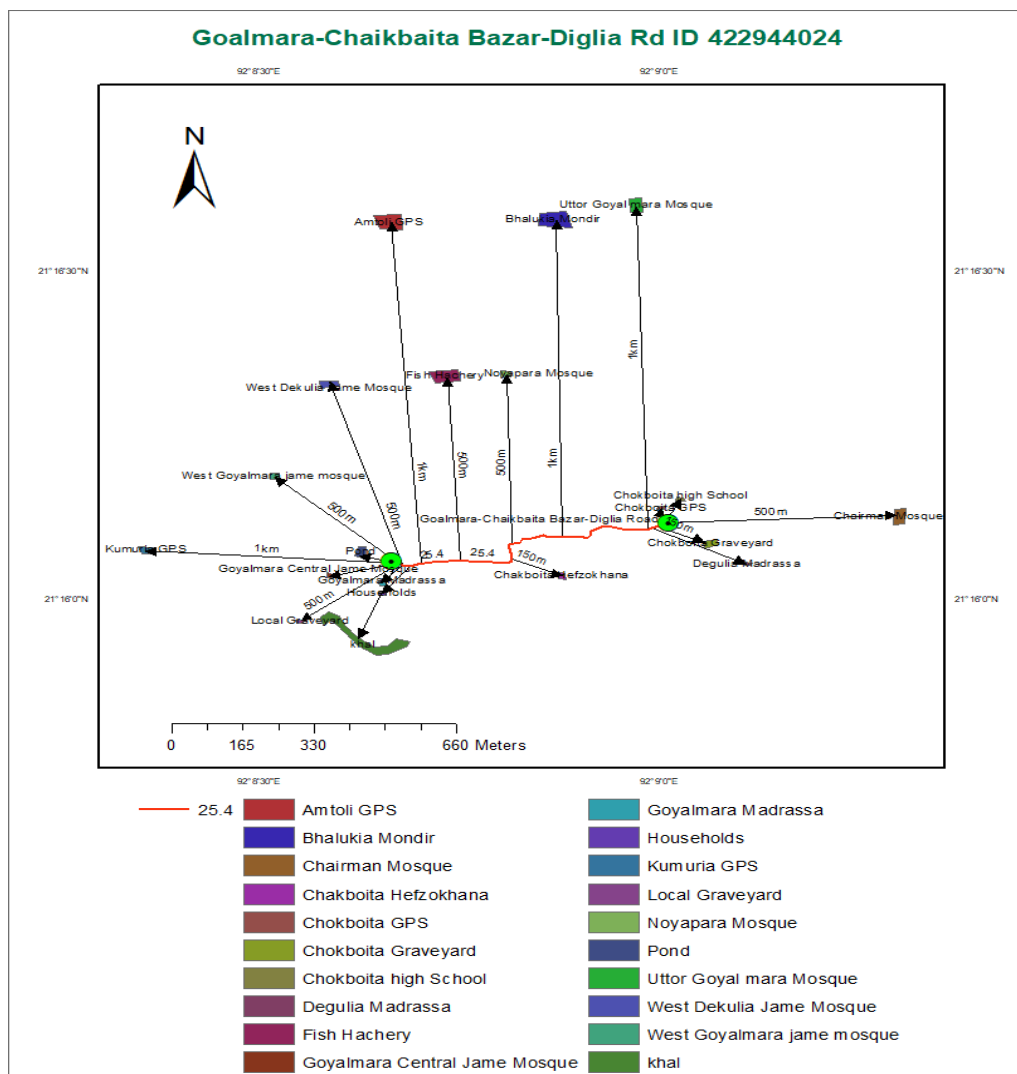 Goalmara-Chaikbaita Bazar-Diglia Rd ID 422944024
92°8'30"E
92°9'0"E
N
Uttor Goyal mara Mosque
Amtoli GPS
Bhalukia Mondir
21°16'30"N
21°16'30"N
1km
Fish Hachery
Noyapara Mosque
West Dekulia Jame Mosque
1km
500m
500m
1km
West Goyalmara jame mosque
Chokboita high School
Chokboita GPS
500m
500m
Goalmara-Chaikbaita Bazar-Diglia Road
500m
Chairman Mosque
Kumuria GPS
1km
Pond
25.4
25.4
150m
Chokboita Graveyard
Degulia Madrassa
Goyalmara Central Jame Mosque
Goyalmara Madrassa
Chakboita Hefzokhana
Households
21°16'0"N
21°16'0"N
500m
Local Graveyard
khal
0 165 330 660 Meters
92°8'30"E
92°9'0"E
25.4
Amtoli GPS
Bhalukia Mondir
Chairman Mosque
Chakboita Hefzokhana
Chokboita GPS
Chokboita Graveyard
Chokboita high School
Degulia Madrassa
Fish Hachery
Goyalmara Central Jame Mosque
Goyalmara Madrassa
Households
Kumuria GPS
Local Graveyard
Noyapara Mosque
Pond
Uttor Goyal mara Mosque
West Dekulia Jame Mosque
West Goyalmara jame mosque
khal